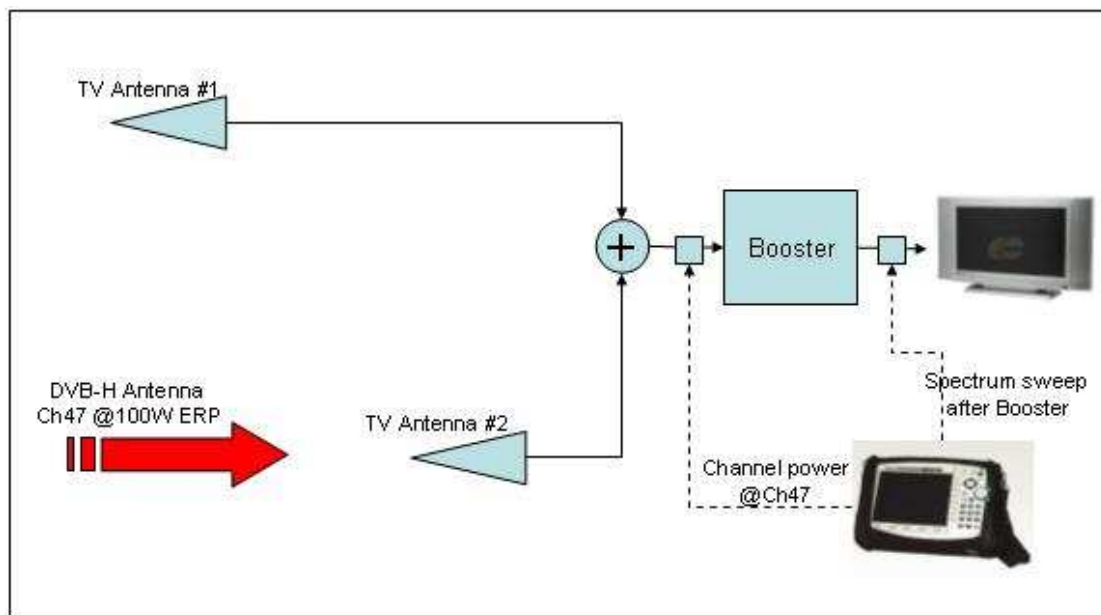 TV Antenna #1
Booster
DVB-H Antenna
Ch47 @100W ERP
TV Antenna #2
Spectrum sweep
after Booster
Channel power
@Ch47